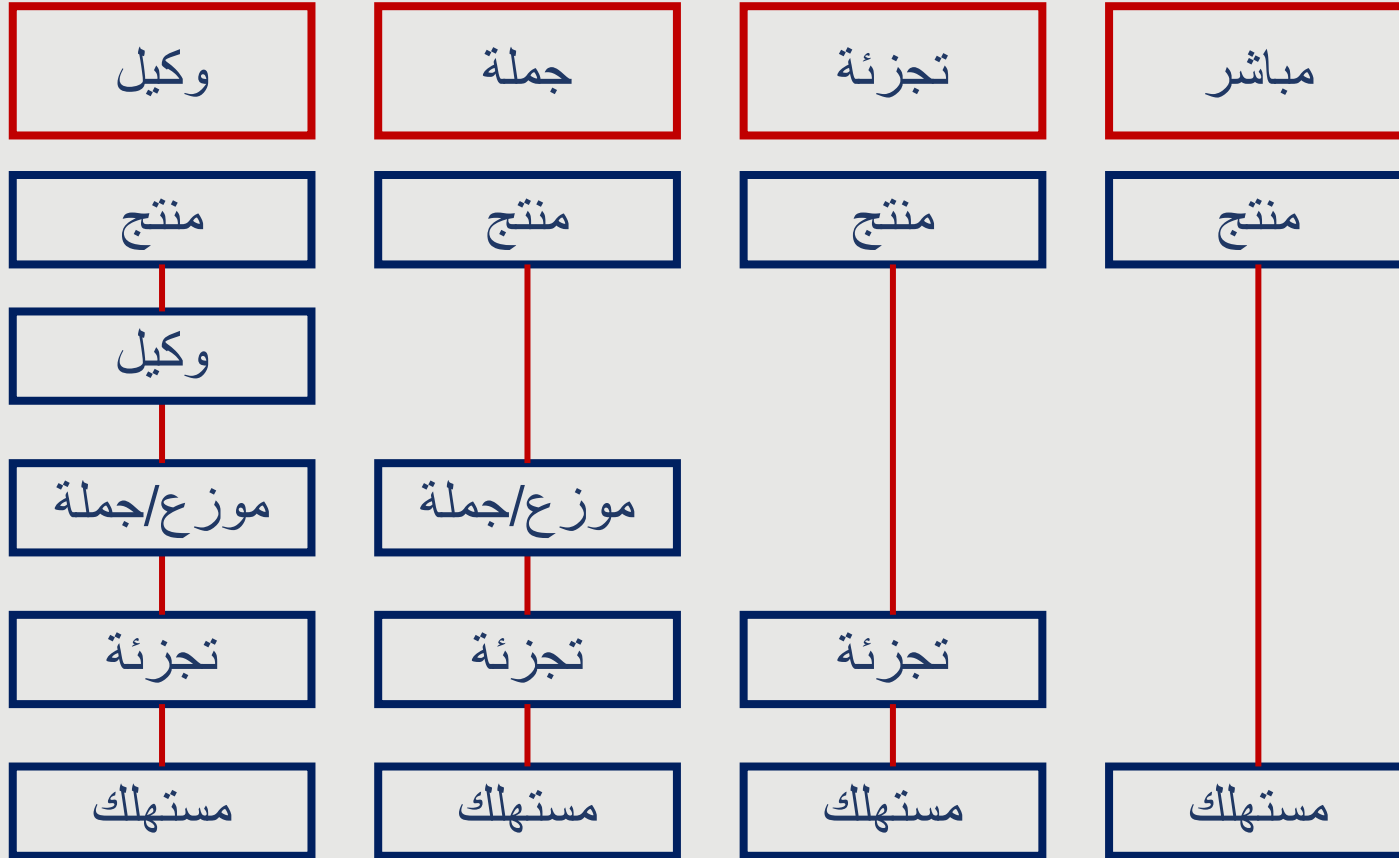 مباشر
تجزئة
جملة
وكيل
منتج
منتج
منتج
منتج
وكيل
موزع/جملة
موزع/جملة
تجزئة
تجزئة
تجزئة
مستهلك
مستهلك
مستهلك
مستهلك